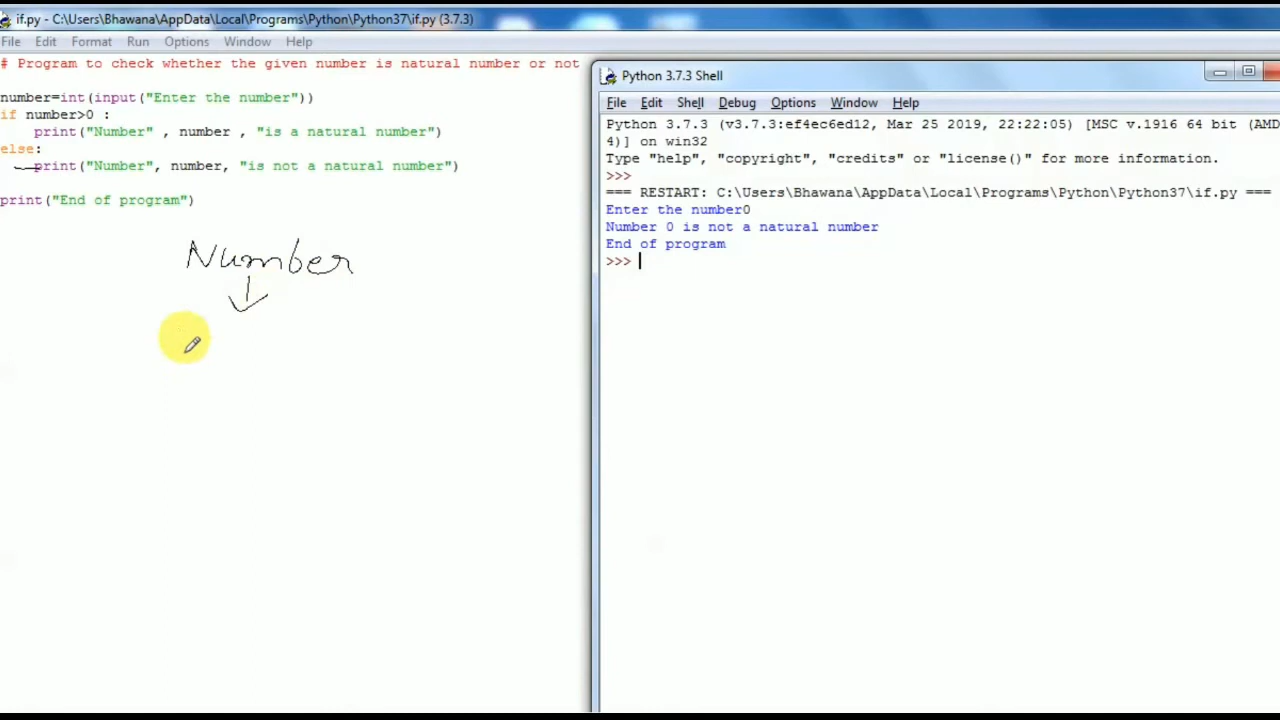 if.py - C:\Users\Bhawana\AppData\Local\Programs\Python\Python37\if.py (3.7.3)
File Edit Format Run Options Window Help
# Program to check whether the given number is natural number or not
number=int(input("Enter the number"))
if number>0 :
print("Number" , number , "is a natural number")
else:
print("Number", number, "is not a natural number")
print("End of program")
Number
Python 3.7.3 Shell
File Edit Shell Debug Options Window Help
Python 3.7.3 (v3.7.3:ef4ec6ed12, Mar 25 2019, 22:22:05) [MSC v.1916 64 bit (AMD
4)] on win32
Type "help", "copyright", "credits" or "license()" for more information.
>>>
=== RESTART: C:\Users\Bhawana\AppData\Local\Programs\Python\Python37\if.py ===
Enter the number0
Number 0 is not a natural number
End of program
>>>